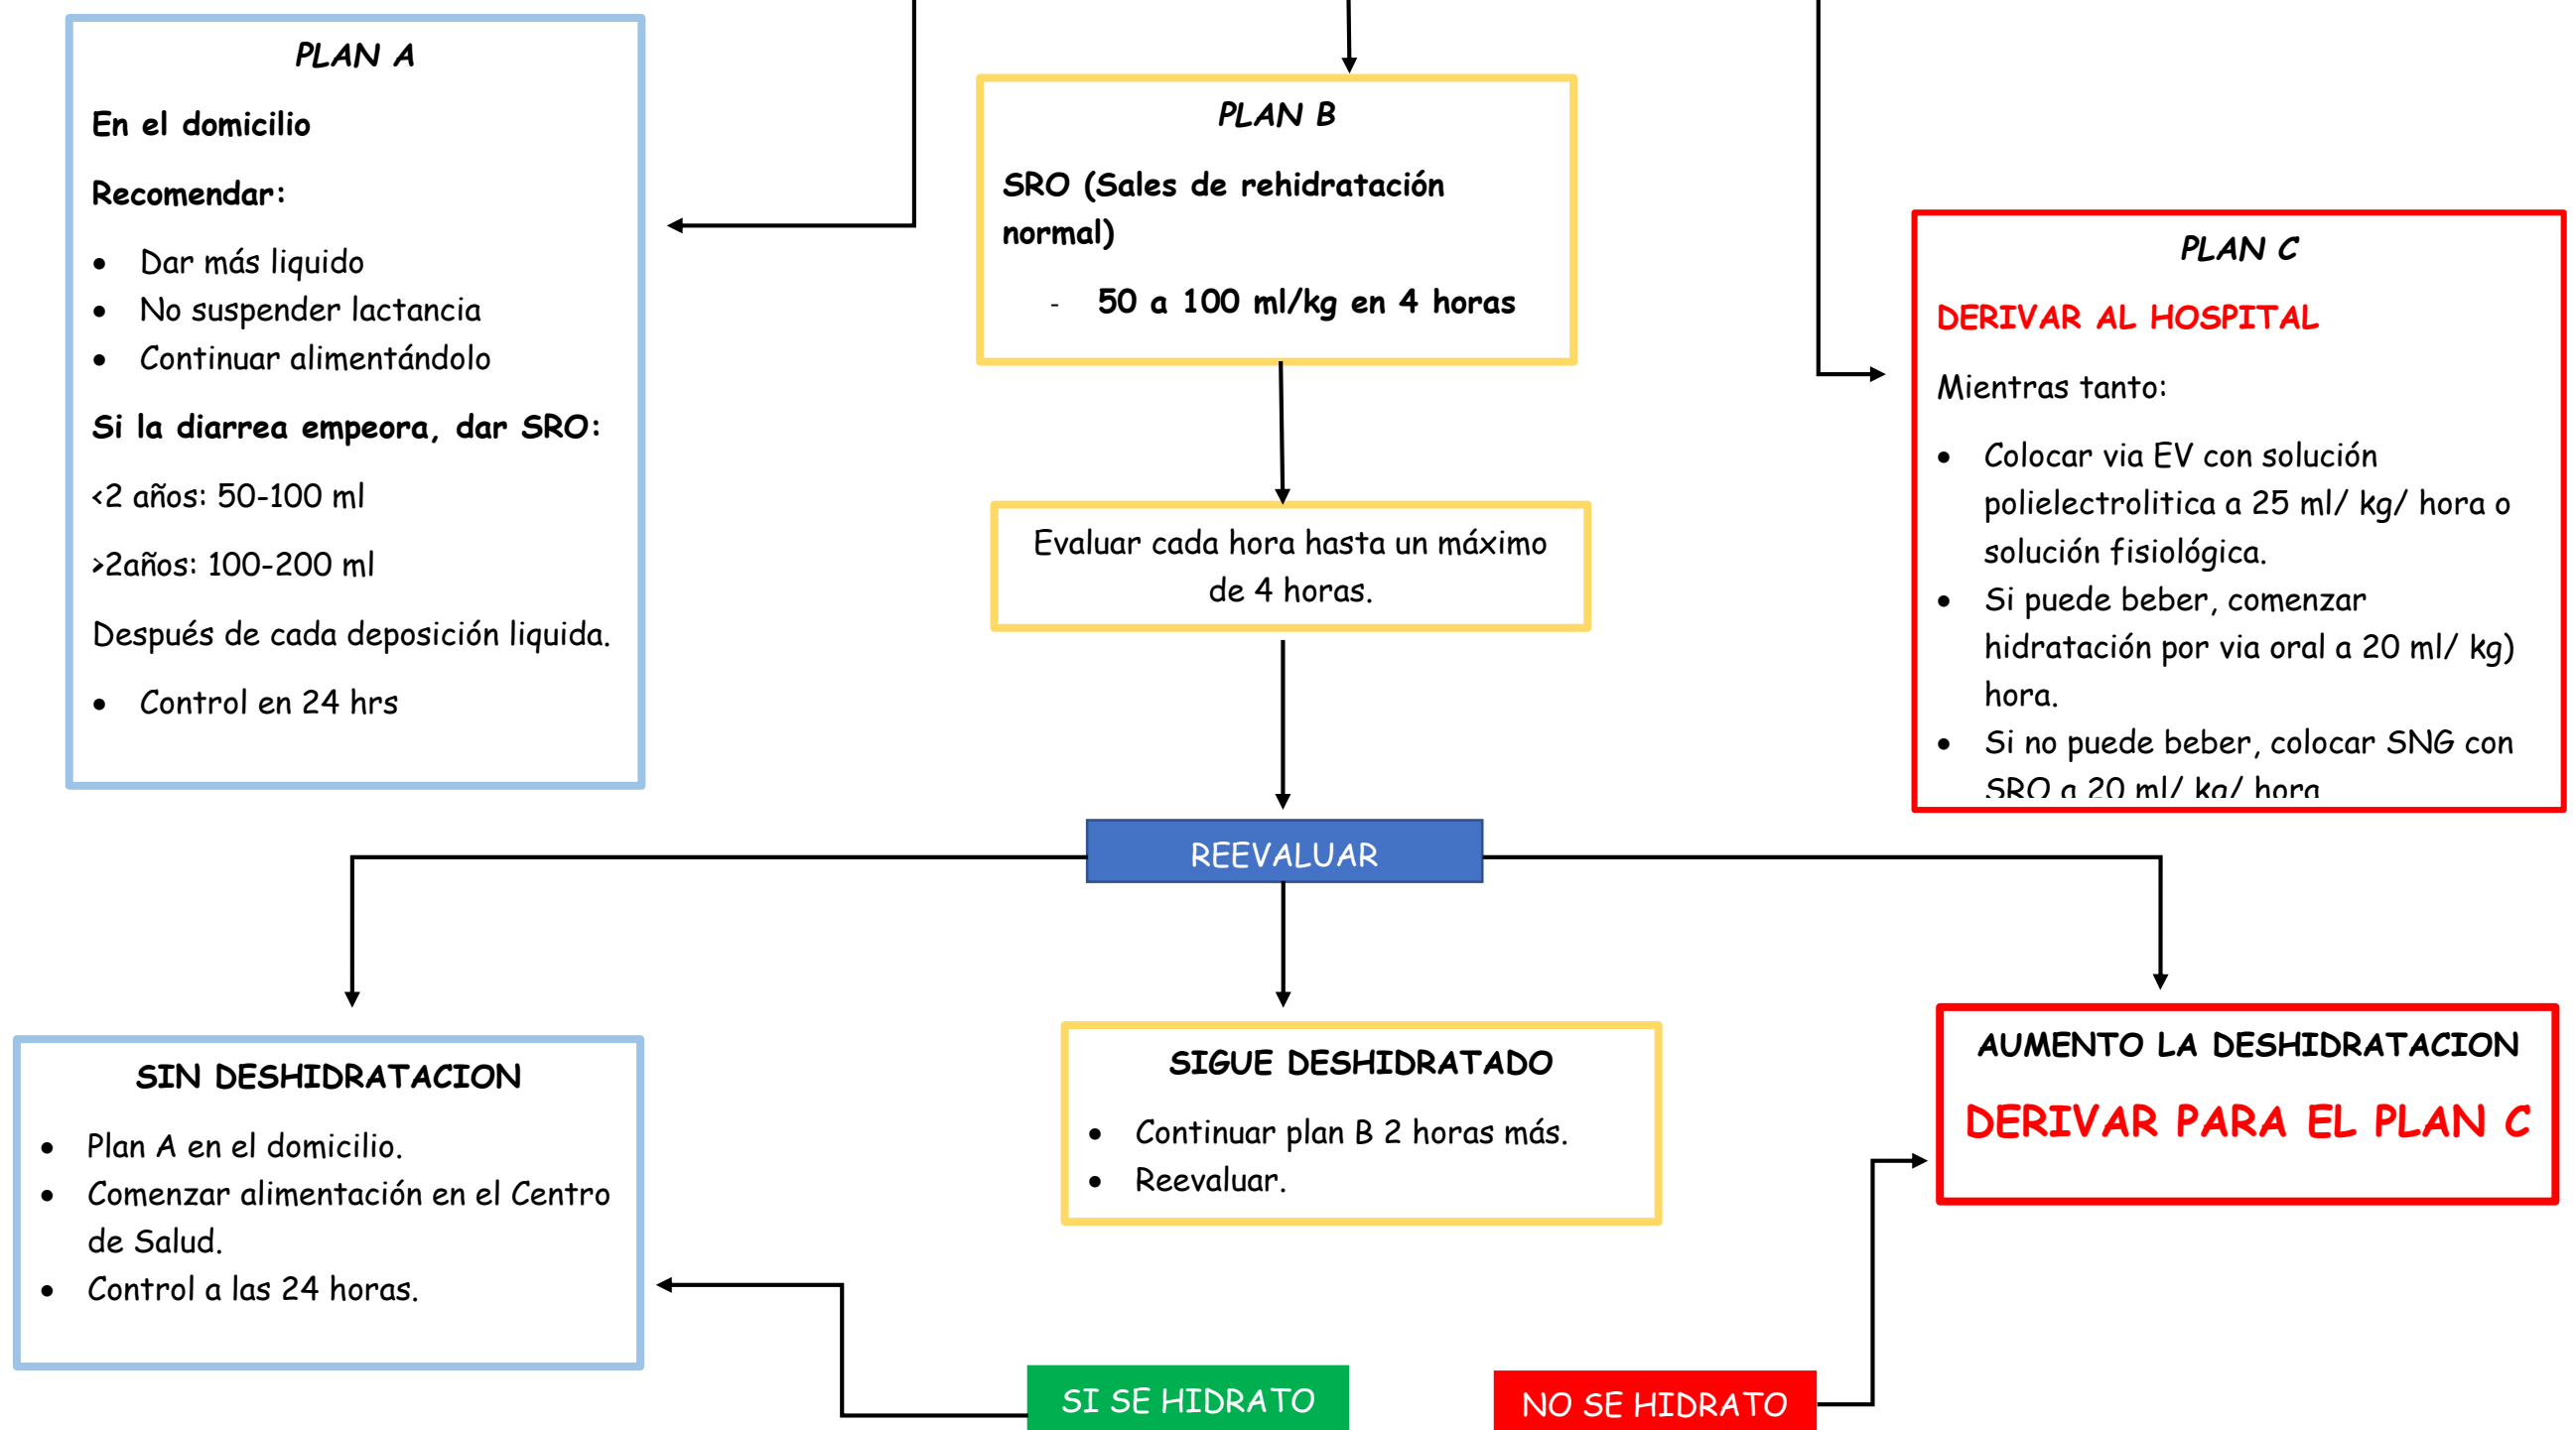 PLAN A
En el domicilio
Recomendar:
• Dar más liquido
• No suspender lactancia
• Continuar alimentándolo
Si la diarrea empeora, dar SRO:
<2 años: 50-100 ml
>2años: 100-200 ml
Después de cada deposición liquida.
• Control en 24 hrs
PLAN B
SRO (Sales de rehidratación
normal)
- 50 a 100 ml/kg en 4 horas
Evaluar cada hora hasta un máximo
de 4 horas.
PLAN C
DERIVAR AL HOSPITAL
Mientras tanto:
• Colocar via EV con solución
polielectrolitica a 25 ml/ kg/ hora o
solución fisiológica.
• Si puede beber, comenzar
hidratación por via oral a 20 ml/ kg)
hora.
• Si no puede beber, colocar SNG con
SRO a 20 ml/ kg/ hora
REEVALUAR
SIN DESHIDRATACION
• Plan A en el domicilio.
• Comenzar alimentación en el Centro
de Salud.
• Control a las 24 horas.
SIGUE DESHIDRATADO
• Continuar plan B 2 horas más.
• Reevaluar.
AUMENTO LA DESHIDRATACION
DERIVAR PARA EL PLAN C
SI SE HIDRATO
NO SE HIDRATO